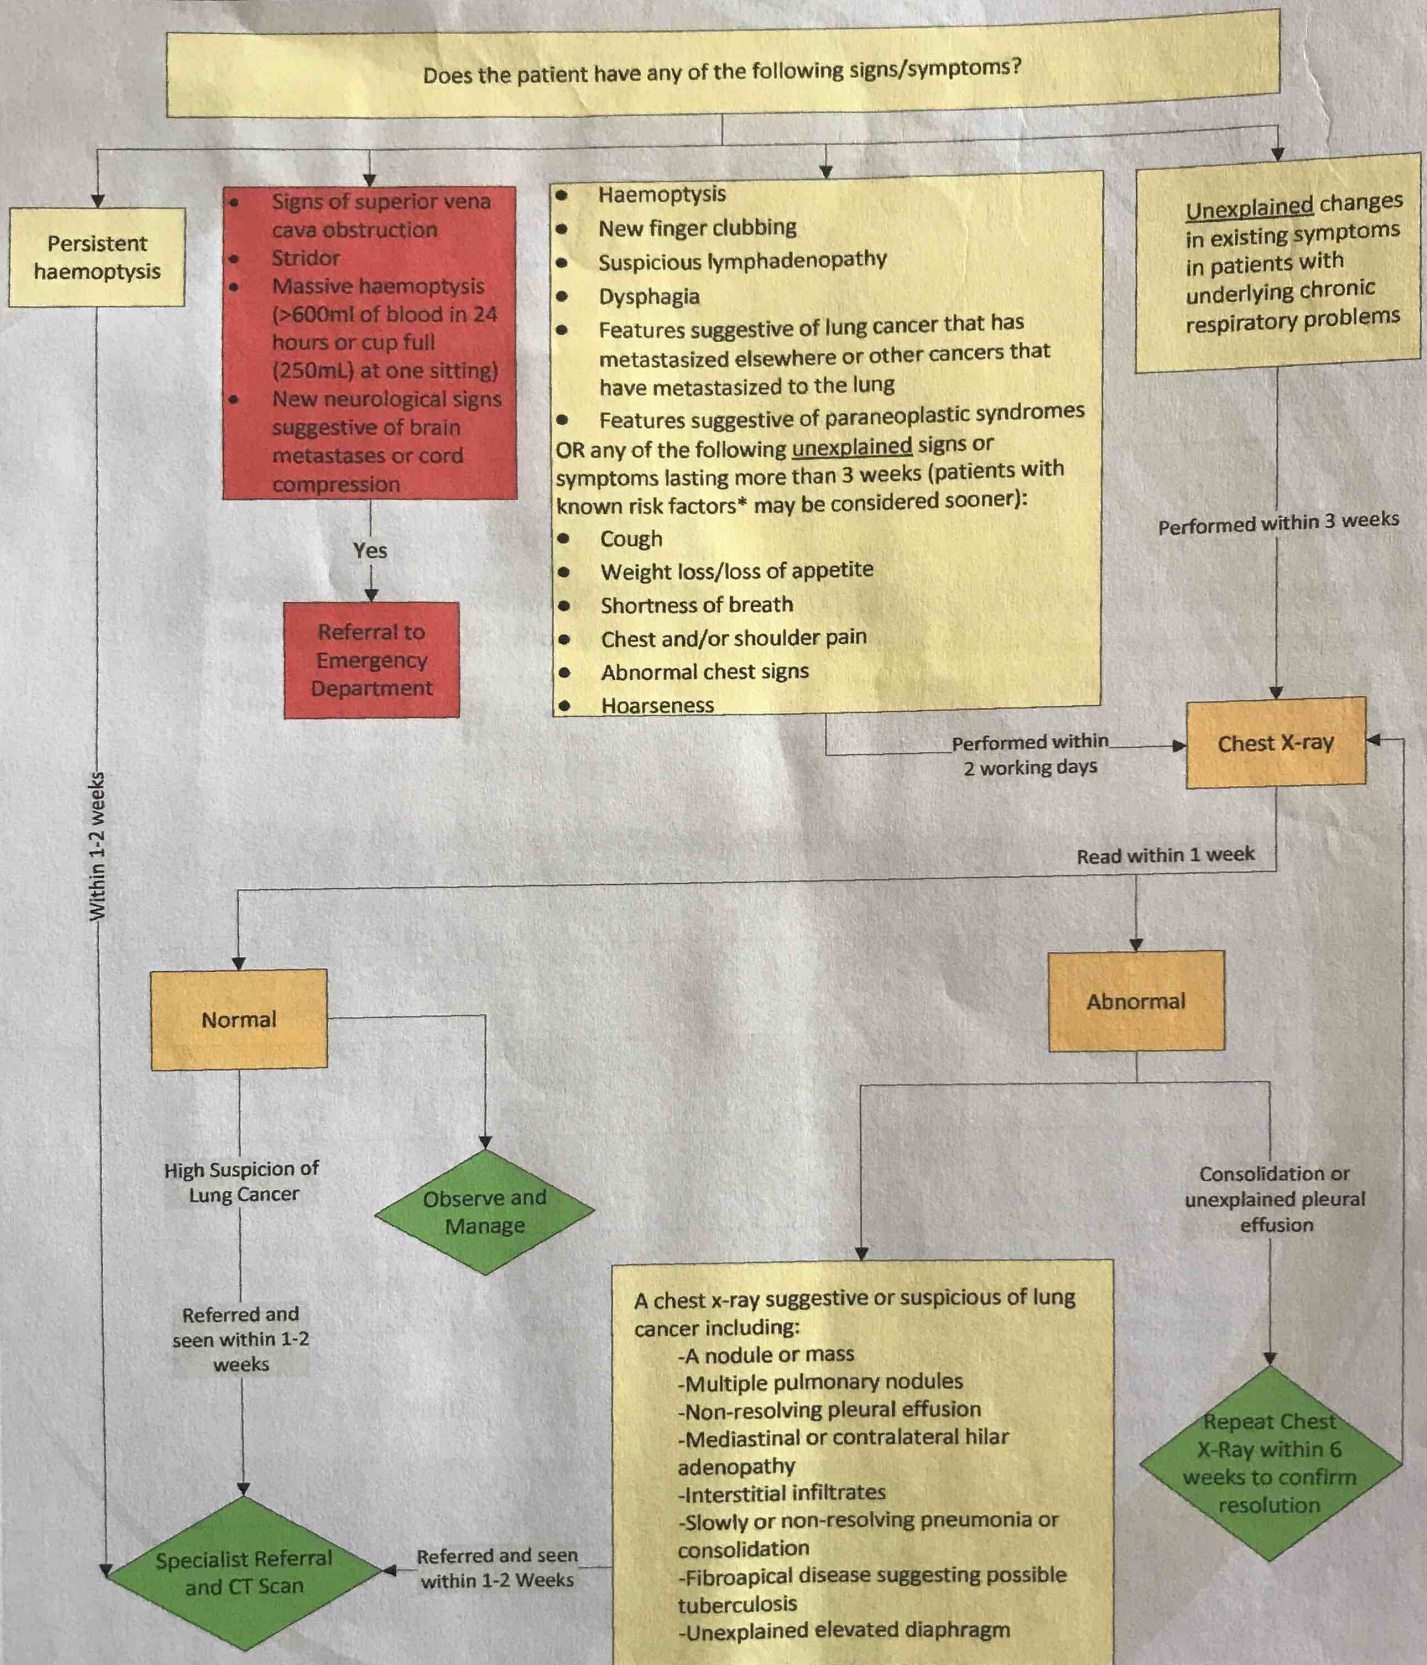 Does the patient have any of the following signs/symptoms?
Persistent
haemoptysis
Signs of superior vena
cava obstruction
Stridor
Massive haemoptysis
(>600ml of blood in 24
hours or cup full
(250mL) at one sitting)
New neurological signs
suggestive of brain
metastases or cord
compression
Haemoptysis
New finger clubbing
Suspicious lymphadenopathy
Dysphagia
Features suggestive of lung cancer that has
metastasized elsewhere or other cancers that
have metastasized to the lung
Features suggestive of paraneoplastic syndromes
OR any of the following unexplained signs or
symptoms lasting more than 3 weeks (patients with
known risk factors* may be considered sooner):
Cough
Weight loss/loss of appetite
Shortness of breath
Chest and/or shoulder pain
Abnormal chest signs
Hoarseness
Unexplained changes
in existing symptoms
in patients with
underlying chronic
respiratory problems
Yes
Referral to
Emergency
Department
Performed within 3 weeks
Performed within
2 working days
Chest X-ray
Within 1-2 weeks
Read within 1 week
Normal
Abnormal
High Suspicion of
Lung Cancer
Observe and
Manage
Consolidation or
unexplained pleural
effusion
Referred and
seen within 1-2
weeks
A chest x-ray suggestive or suspicious of lung
cancer including:
-A nodule or mass
-Multiple pulmonary nodules
-Non-resolving pleural effusion
-Mediastinal or contralateral hilar
adenopathy
-Interstitial infiltrates
-Slowly or non-resolving pneumonia or
consolidation
-Fibroapical disease suggesting possible
tuberculosis
-Unexplained elevated diaphragm
Repeat Chest
X-Ray within 6
weeks to confirm
resolution
Specialist Referral
and CT Scan
Referred and seen
within 1-2 Weeks